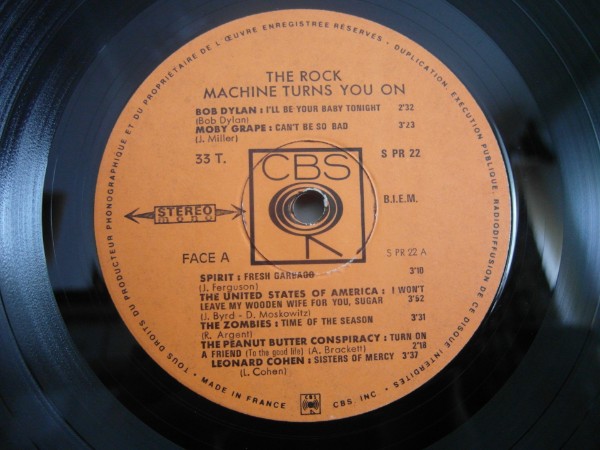 TOUS DROITS DU PRODUCTEUR PHONOGRAPHIQUE ET DU PROPRIETAIRE DE L'ŒUVRE ENREGISTREE RESERVES • DUPLICATION, EXECUTION PUBLIQUE, RADIODIFFUSION DE CE DISQUE INTERDITES •
THE ROCK
MACHINE TURNS YOU ON
BOB DYLAN : I'LL BE YOUR BABY TONIGHT 2'32
(Bob Dylan)
MOBY GRAPE : CAN'T BE SO BAD 3'23
(J. Miller)
33 T. CBS S PR 22
B.I.E.M.
STEREO
mono
FACE A S PR 22 A
SPIRIT : FRESH GARBAGO 3'10
(J. Ferguson)
THE UNITED STATES OF AMERICA : I WON'T
LEAVE MY WOODEN WIFE FOR YOU, SUGAR 3'52
(J. Byrd - D. Moskowitz)
THE ZOMBIES : TIME OF THE SEASON 3'31
(R. Argent)
THE PEANUT BUTTER CONSPIRACY : TURN ON
A FRIEND (To the good life) (A. Brackett) 2'18
LEONARD COHEN : SISTERS OF MERCY 3'37
(L. Cohen)
• MADE IN FRANCE CBS INC. •